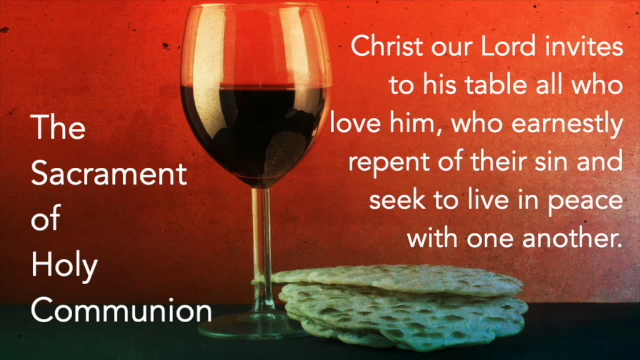 The
Sacrament
of
Holy
Communion
Christ our Lord invites
to his table all who
love him, who earnestly
repent of their sin and
seek to live in peace
with one another.